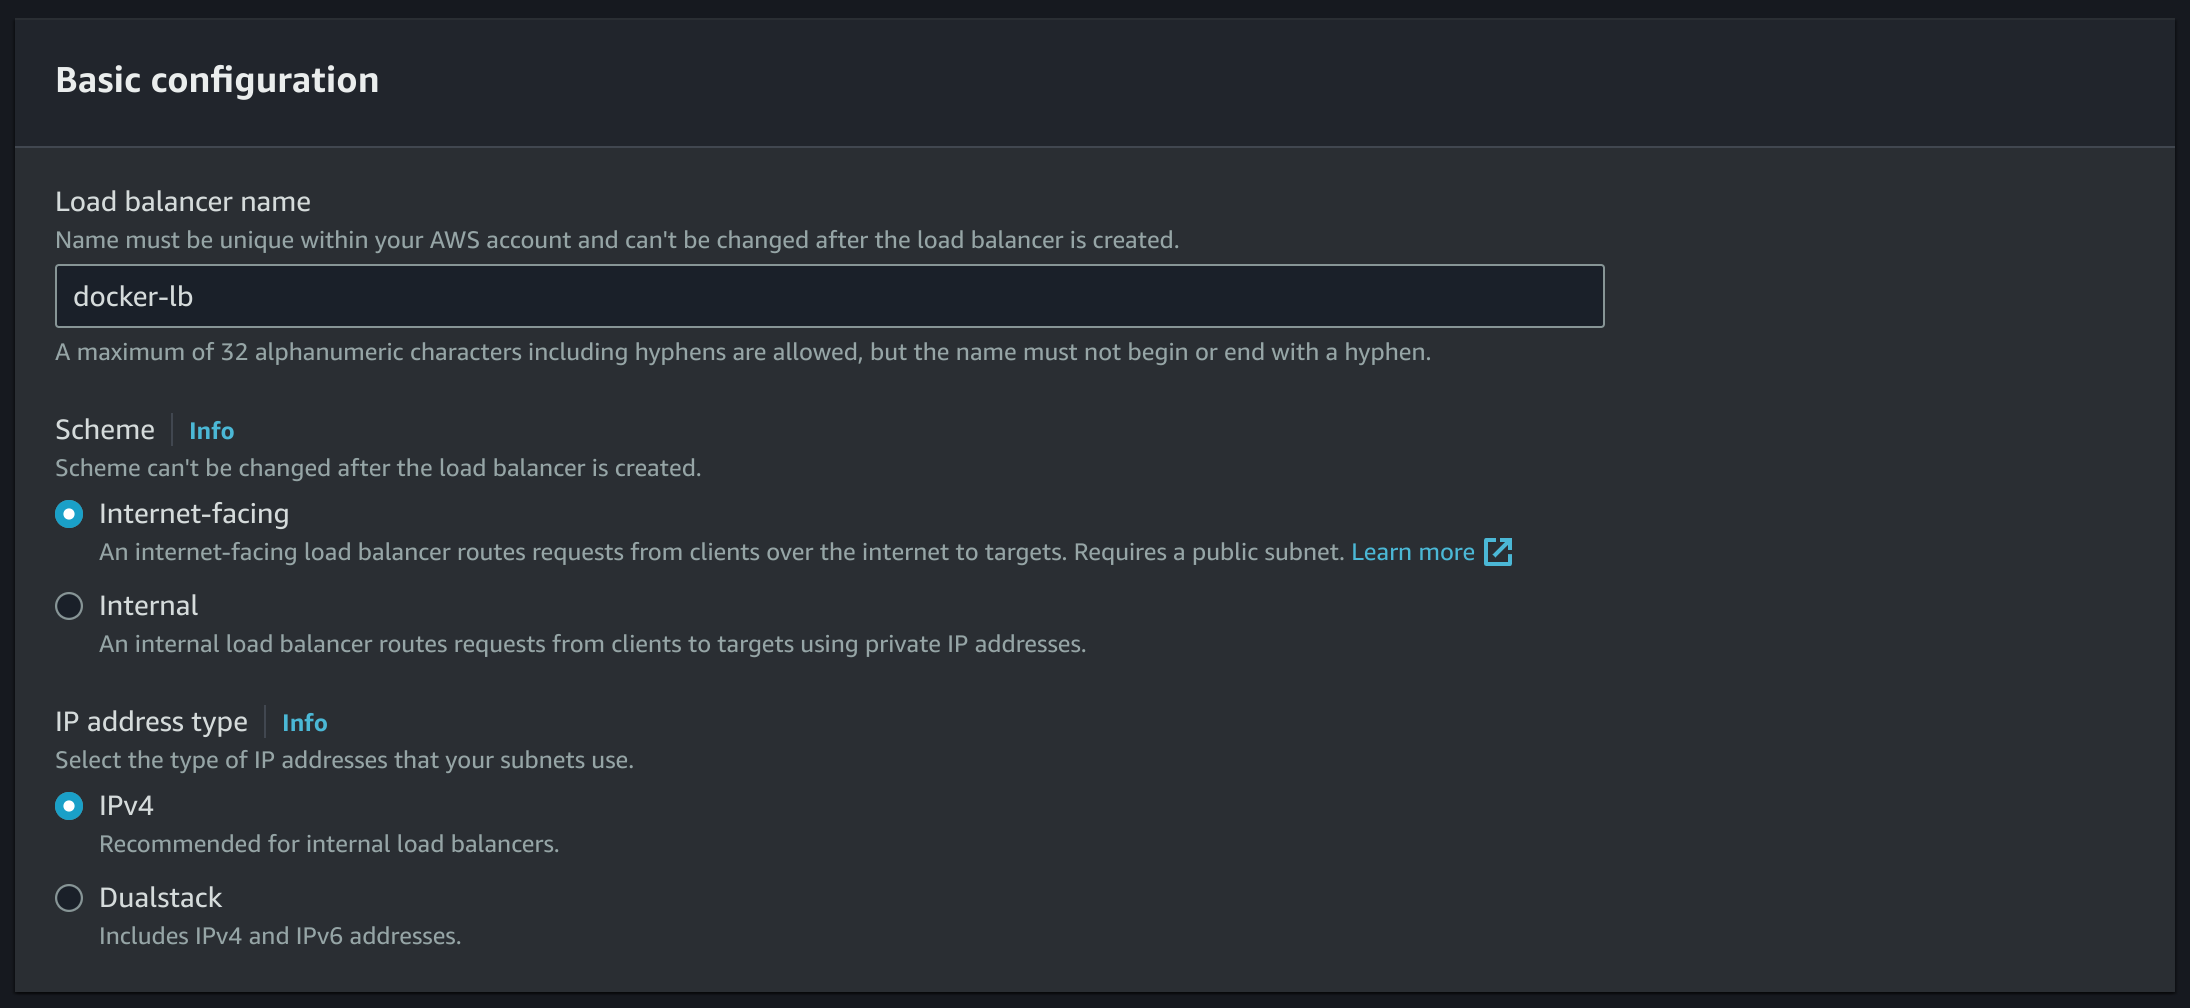 Basic configuration
Load balancer name
Name must be unique within your AWS account and can't be changed after the load balancer is created.
docker-lb
A maximum of 32 alphanumeric characters including hyphens are allowed, but the name must not begin or end with a hyphen.
Scheme Info
Scheme can't be changed after the load balancer is created.
Internet-facing
An internet-facing load balancer routes requests from clients over the internet to targets. Requires a public subnet. Learn more
Internal
An internal load balancer routes requests from clients to targets using private IP addresses.
IP address type Info
Select the type of IP addresses that your subnets use.
IPv4
Recommended for internal load balancers.
Dualstack
Includes IPv4 and IPv6 addresses.